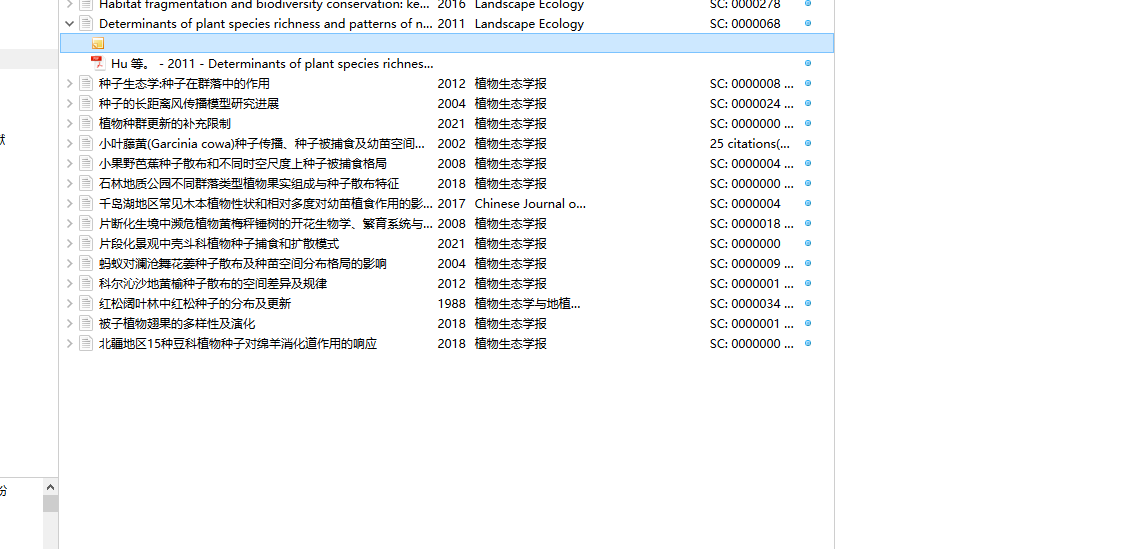 Habitat fragmentation and biodiversity conservation: ke... 2016 Landscape Ecology SC: 0000278
Determinants of plant species richness and patterns of n... 2011 Landscape Ecology SC: 0000068
Hu 等。 - 2011 - Determinants of plant species richnes...
种子生态学:种子在群落中的作用 2012 植物生态学报 SC: 0000008 ...
种子的长距离风传播模型研究进展 2004 植物生态学报 SC: 0000024 ...
植物种群更新的补充限制 2021 植物生态学报 SC: 0000000 ...
小叶藤黄(Garcinia cowa)种子传播、种子被捕食及幼苗空间... 2002 植物生态学报 25 citations(...
小果野芭蕉种子散布和不同时空尺度上种子被捕食格局 2008 植物生态学报 SC: 0000004 ...
石林地质公园不同群落类型植物果实组成与种子散布特征 2018 植物生态学报 SC: 0000000 ...
千岛湖地区常见木本植物性状和相对多度对幼苗植食作用的影... 2017 Chinese Journal o... SC: 0000004
片断化生境中濒危植物黄梅秤锤树的开花生物学、繁育系统与... 2008 植物生态学报 SC: 0000018 ...
片段化景观中壳斗科植物种子捕食和扩散模式 2021 植物生态学报 SC: 0000000
蚂蚁对澜沧舞花姜种子散布及种苗空间分布格局的影响 2004 植物生态学报 SC: 0000009 ...
科尔沁沙地黄榆种子散布的空间差异及规律 2012 植物生态学报 SC: 0000001 ...
红松阔叶林中红松种子的分布及更新 1988 植物生态学与地植... SC: 0000034 ...
被子植物翅果的多样性及演化 2018 植物生态学报 SC: 0000001 ...
北疆地区15种豆科植物种子对绵羊消化道作用的响应 2018 植物生态学报 SC: 0000000 ...